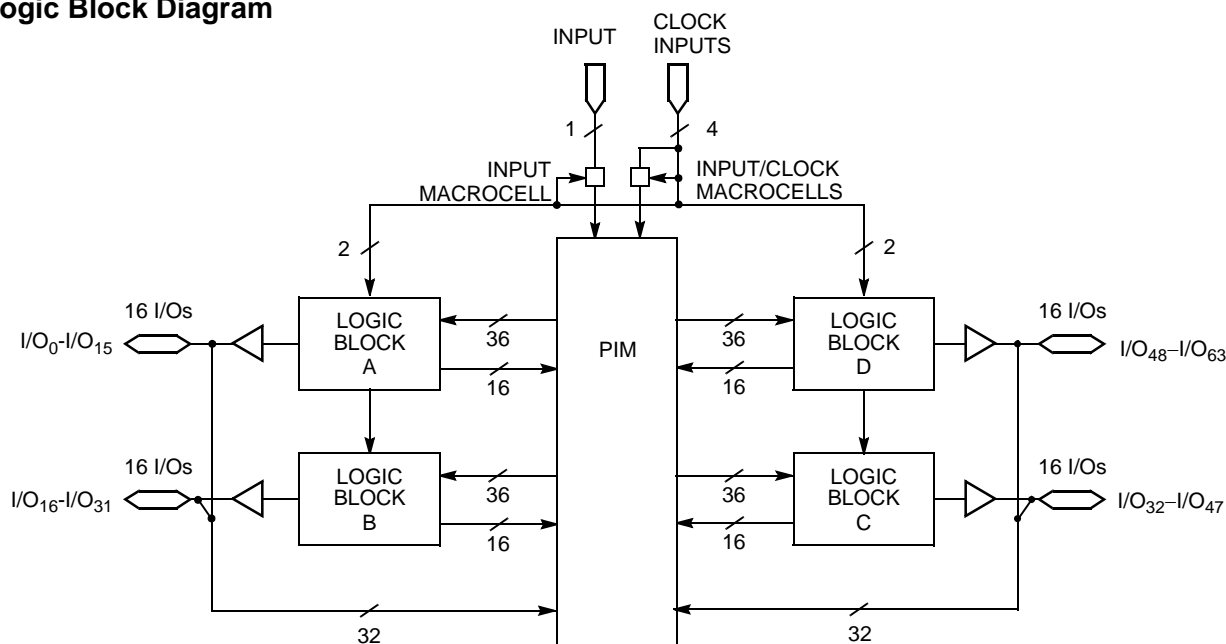 ogic Block Diagram
INPUT
CLOCK
INPUTS
1
4
INPUT
MACROCELL
INPUT/CLOCK
MACROCELLS
2
2
16 I/Os
I/O0-I/O15
LOGIC
BLOCK
A
36
16
PIM
36
16
LOGIC
BLOCK
D
16 I/Os
I/O48–I/O63
16 I/Os
I/O16-I/O31
LOGIC
BLOCK
B
36
16
36
16
LOGIC
BLOCK
C
16 I/Os
I/O32–I/O47
32
32